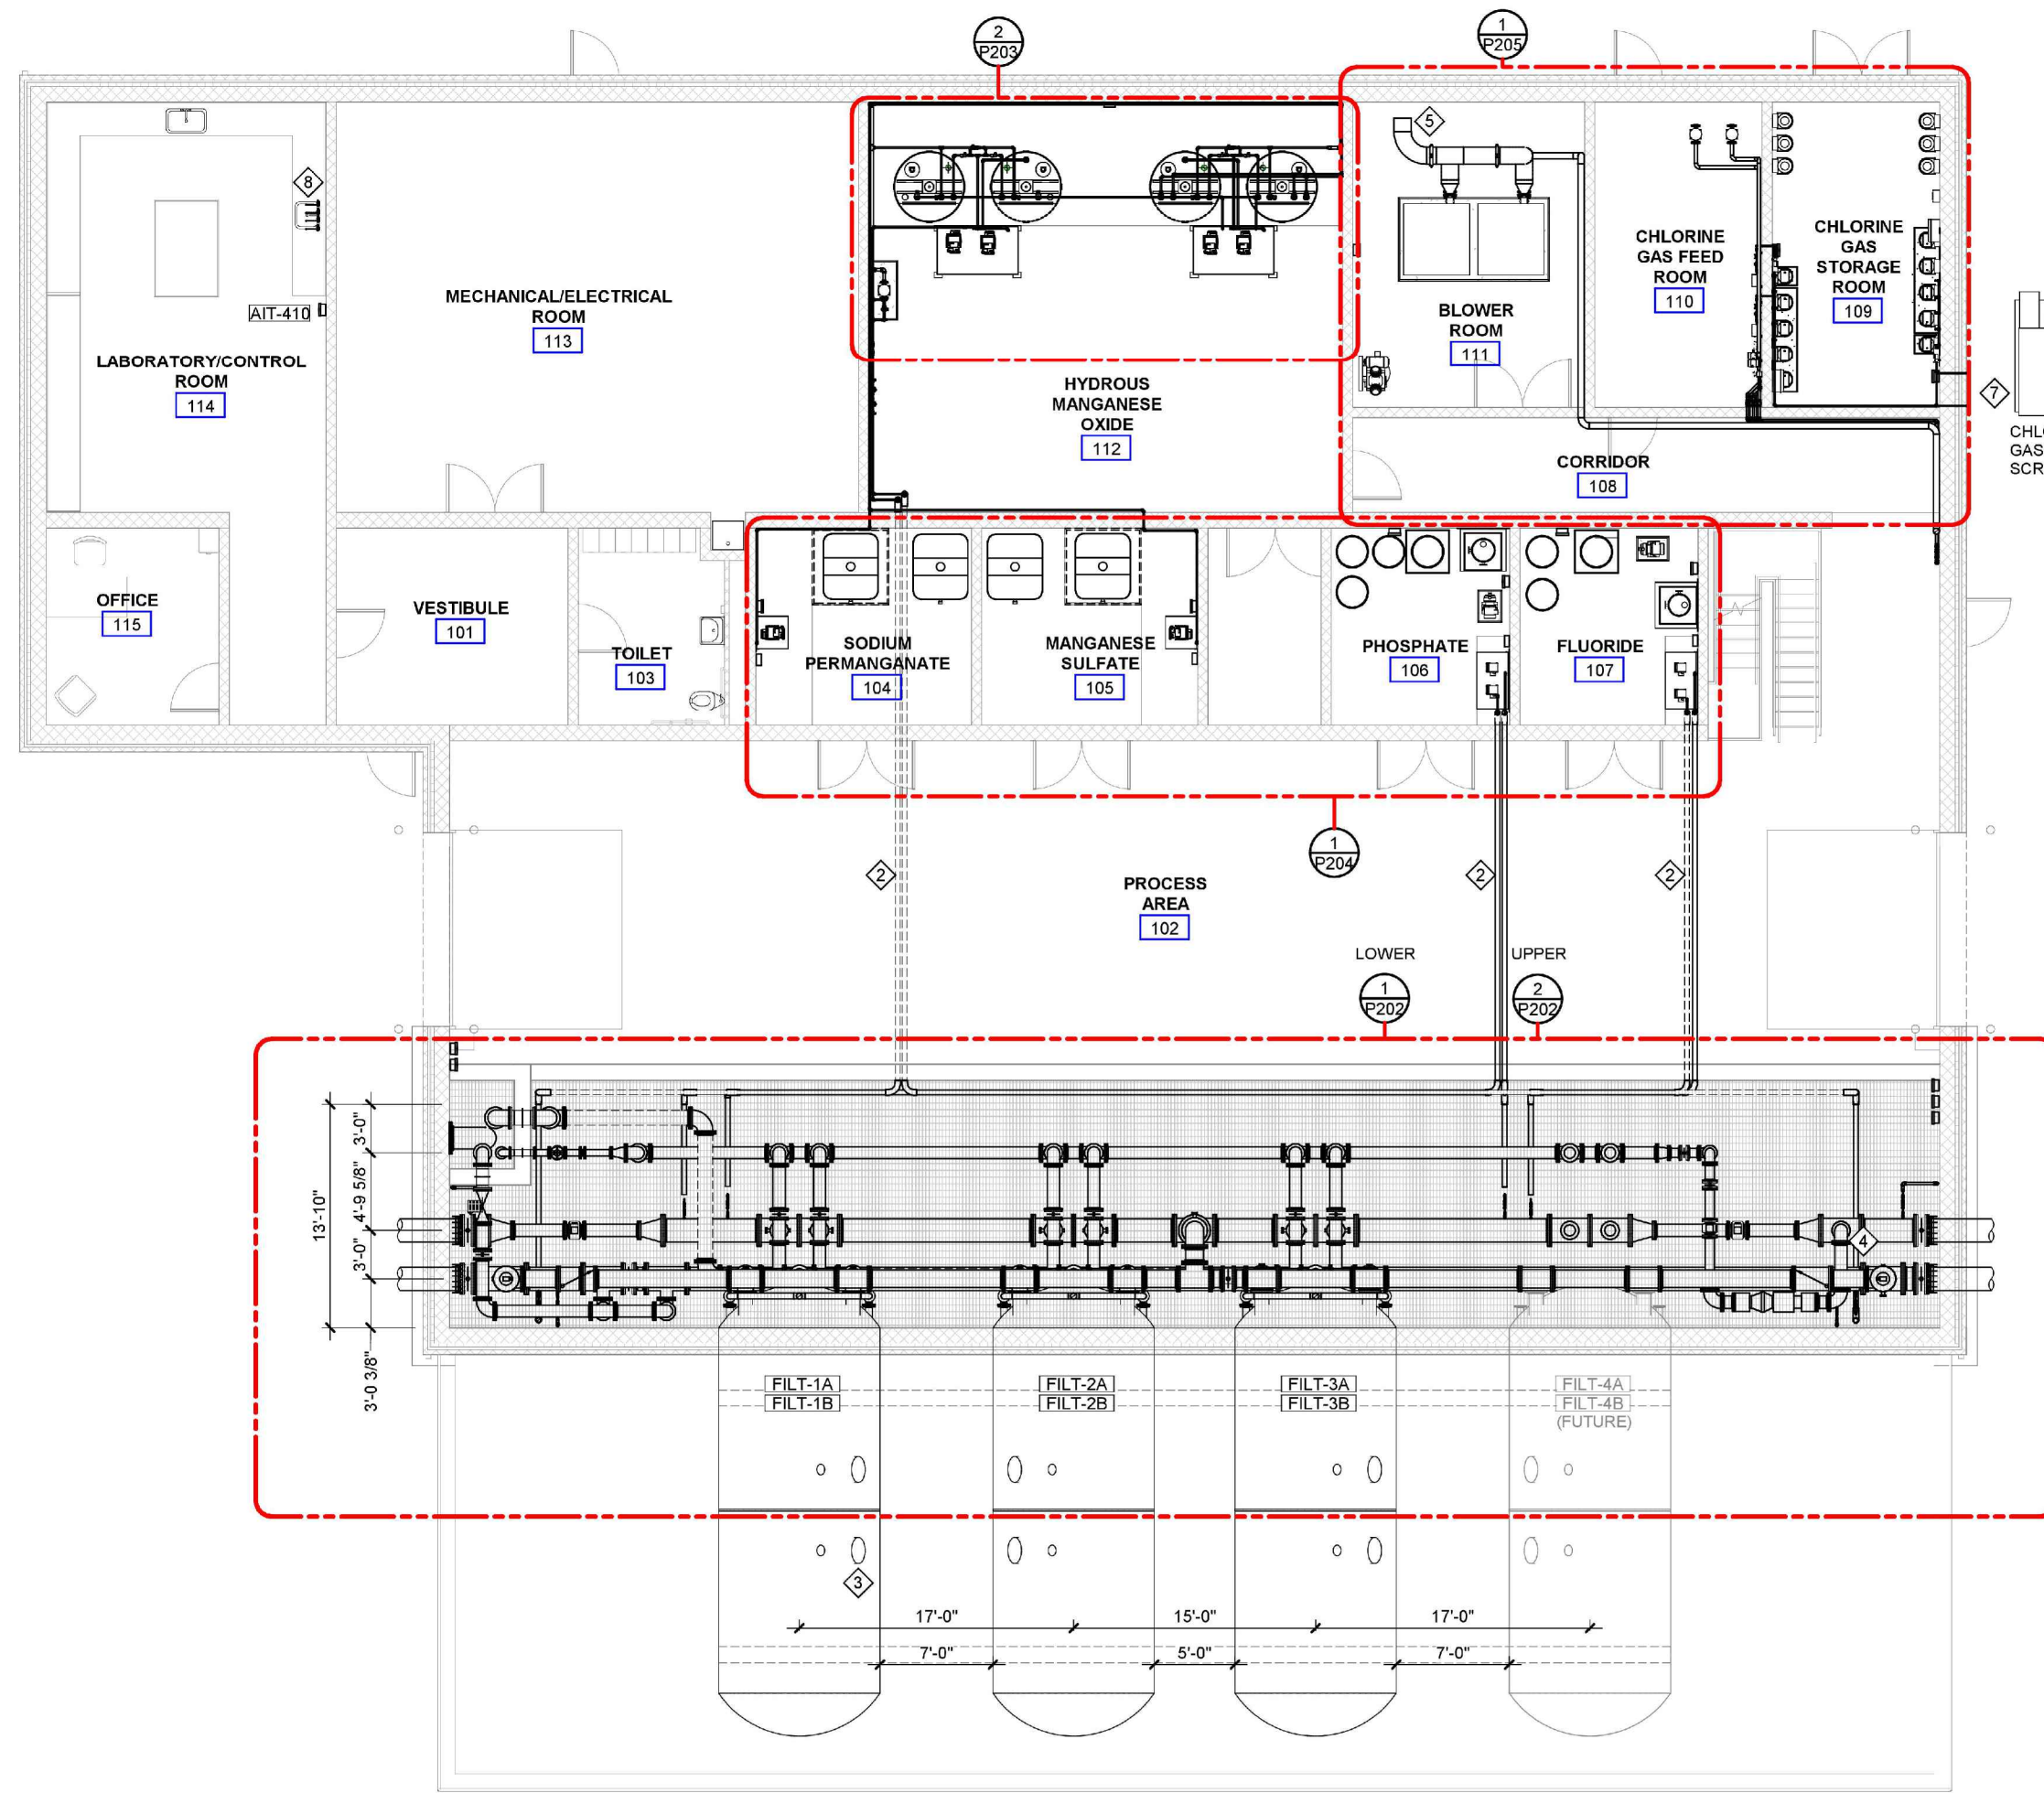 2
P203
1
P205
5
8
CHLORINE
GAS FEED
ROOM
110
CHLORINE
GAS
STORAGE
ROOM
109
MECHANICAL/ELECTRICAL
ROOM
113
AIT-410
BLOWER
ROOM
111
LABORATORY/CONTROL
ROOM
114
HYDROUS
MANGANESE
OXIDE
112
7
CHL
GAS
SCR
CORRIDOR
108
OFFICE
115
VESTIBULE
101
TOILET
103
SODIUM
PERMANGANATE
104
MANGANESE
SULFATE
105
PHOSPHATE
106
FLUORIDE
107
1
P204
2
2
2
PROCESS
AREA
102
LOWER
UPPER
1
P202
2
P202
13'-10"
3'-0"
4'-9 5/8"
3'-0"
3'-0 3/8"
4
FILT-1A
FILT-1B
FILT-2A
FILT-2B
FILT-3A
FILT-3B
FILT-4A
FILT-4B
(FUTURE)
3
17'-0"
15'-0"
17'-0"
7'-0"
5'-0"
7'-0"